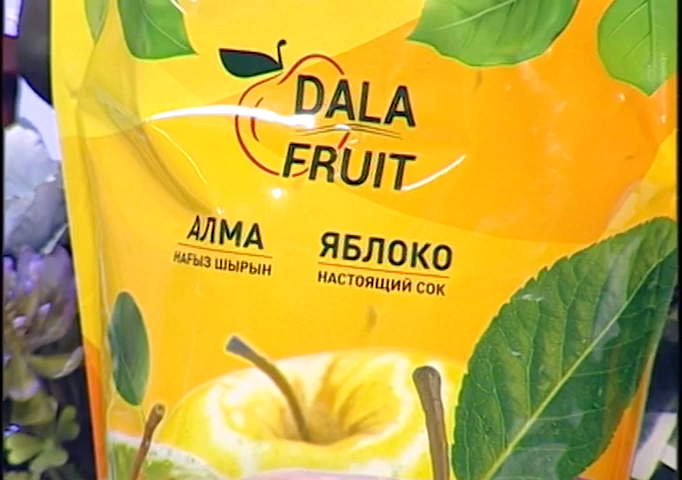 DALA
FRUIT
АЛМА
НАҒЫЗ ШЫРЫН
ЯБЛОКО
НАСТОЯЩИЙ СОК